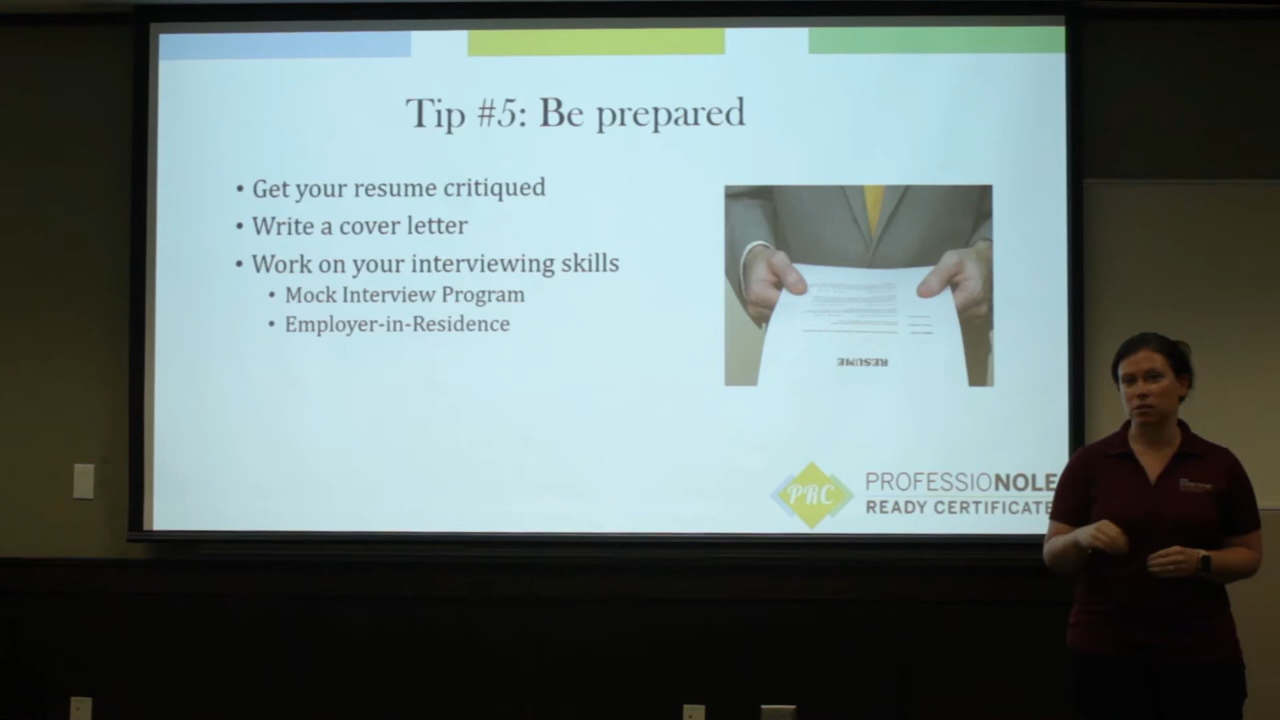 Tip #5: Be prepared
• Get your resume critiqued
• Write a cover letter
• Work on your interviewing skills
• Mock Interview Program
• Employer-in-Residence
RESUME
PRC
PROFESSIONOLE
READY CERTIFICATE